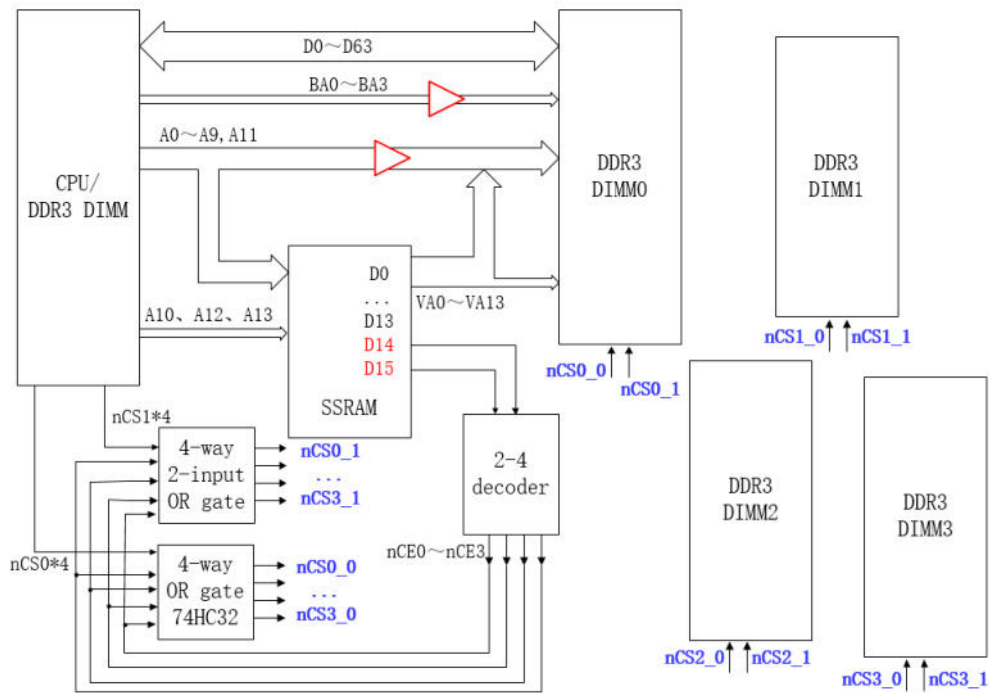 D0～D63
BA0～BA3
A0～A9,A11
CPU/
DDR3 DIMM
DDR3
DIMM0
DDR3
DIMM1
D0
...
D13
D14
D15
SSRAM
VA0～VA13
A10、A12、A13
nCS0_0
nCS0_1
nCS1_0
nCS1_1
nCS1*4
4-way
2-input
OR gate
nCS0_1
...
nCS3_1
2-4
decoder
DDR3
DIMM2
DDR3
DIMM3
nCE0～nCE3
nCS0*4
4-way
OR gate
74HC32
nCS0_0
...
nCS3_0
nCS2_0
nCS2_1
nCS3_0
nCS3_1